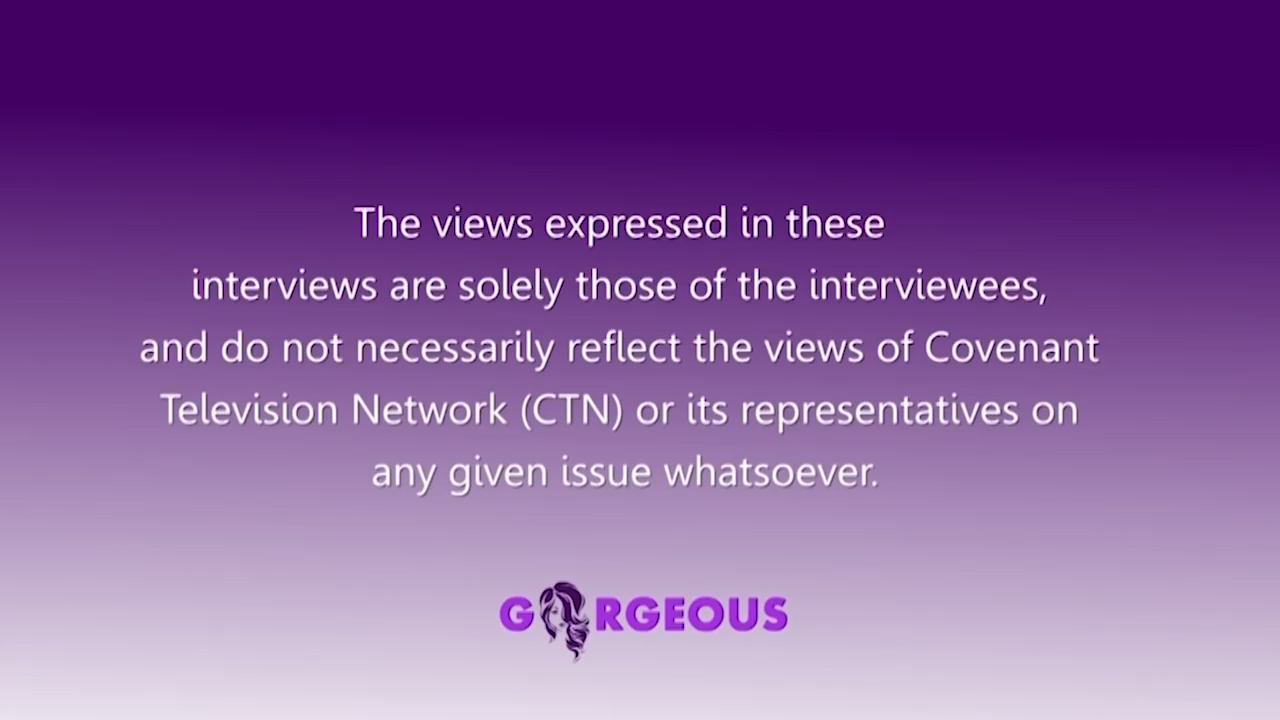 The views expressed in these
interviews are solely those of the interviewees,
and do not necessarily reflect the views of Covenant
Television Network (CTN) or its representatives on
any given issue whatsoever.
GORGEOUS